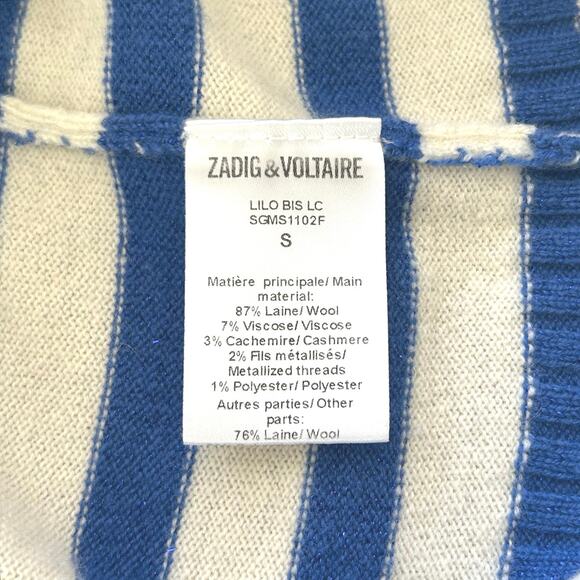 ZADIG & VOLTAIRE
LILO BIS LC
SGMS1102F
S
Matière principale/ Main
material:
87% Laine/ Wool
7% Viscose/ Viscose
3% Cachemire/ Cashmere
2% Fils métallisés/
Metallized threads
1% Polyester/ Polyester
Autres parties/ Other
parts:
76% Laine/ Wool